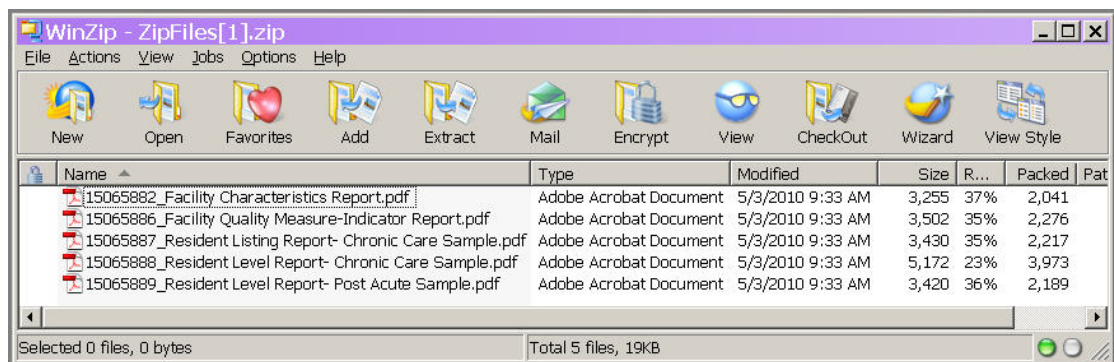 WinZip - ZipFiles[1].zip
File Actions View Jobs Options Help
New Open Favorites Add Extract Mail Encrypt View CheckOut Wizard View Style
Name Type Modified Size R... Packed Pat
15065882_Facility Characteristics Report.pdf Adobe Acrobat Document 5/3/2010 9:33 AM 3,255 37% 2,041
15065886_Facility Quality Measure-Indicator Report.pdf Adobe Acrobat Document 5/3/2010 9:33 AM 3,502 35% 2,276
15065887_Resident Listing Report- Chronic Care Sample.pdf Adobe Acrobat Document 5/3/2010 9:33 AM 3,430 35% 2,217
15065888_Resident Level Report- Chronic Care Sample.pdf Adobe Acrobat Document 5/3/2010 9:33 AM 5,172 23% 3,973
15065889_Resident Level Report- Post Acute Sample.pdf Adobe Acrobat Document 5/3/2010 9:33 AM 3,420 36% 2,189
Selected 0 files, 0 bytes Total 5 files, 19KB